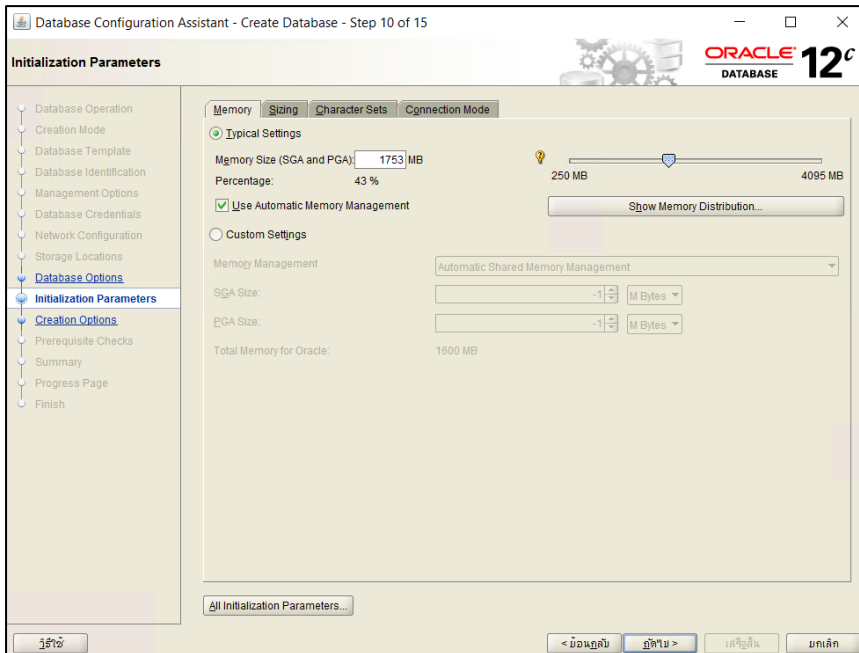 Database Configuration Assistant - Create Database - Step 10 of 15
Initialization Parameters
ORACLE
DATABASE
12c
Database Operation
Creation Mode
Database Template
Database Identification
Management Options
Database Credentials
Network Configuration
Storage Locations
Database Options
Initialization Parameters
Creation Options
Prerequisite Checks
Summary
Progress Page
Finish
Memory Sizing Character Sets Connection Mode
Typical Settings
Memory Size (SGA and PGA): 1753 MB
250 MB 4095 MB
Percentage: 43 %
Use Automatic Memory Management
Show Memory Distribution...
Custom Settings
Memory Management Automatic Shared Memory Management
SGA Size: -1 M Bytes
PGA Size: -1 M Bytes
Total Memory for Oracle: 1600 MB
All Initialization Parameters...
วิธีใช้ < ย้อนกลับ ถัดไป > เสร็จสิ้น ยกเลิก